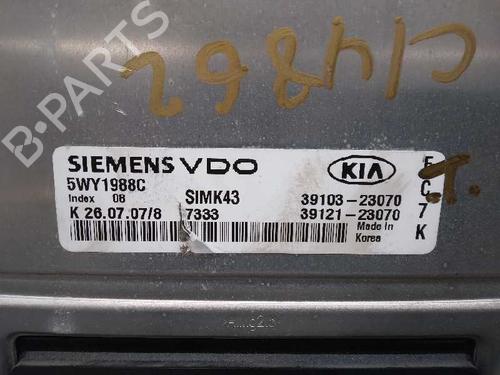 C14862
B-PARTS
SIEMENS VDO
KIA
5WY1988C
Index 08
SIMK43
39103-23070
K 26.07.07/8
7333
39121-23070
Made in
Korea
F
C
7
K